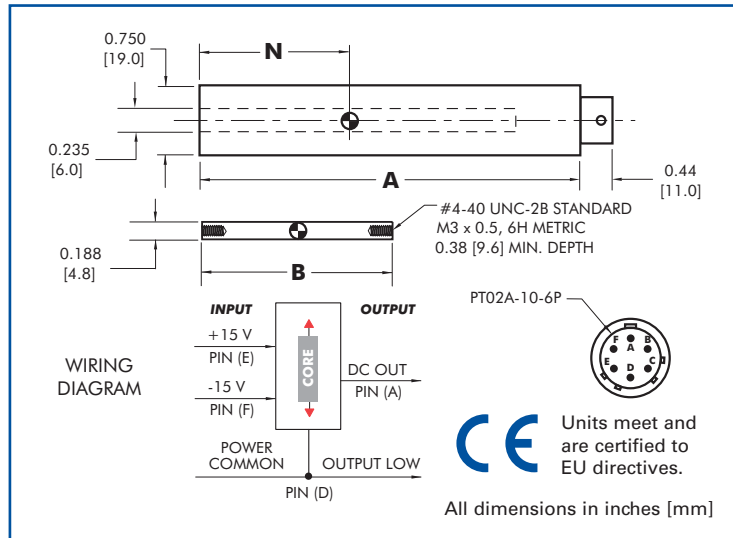 0.750
[19.0]
N
0.235
[6.0]
A
0.44
[11.0]
#4-40 UNC-2B STANDARD
M3 x 0.5, 6H METRIC
0.38 [9.6] MIN. DEPTH
0.188
[4.8]
B
INPUT
OUTPUT
+15 V
PIN (E)
-15 V
PIN (F)
CORE
DC OUT
PIN (A)
WIRING
DIAGRAM
POWER
COMMON
OUTPUT LOW
PIN (D)
PT02A-10-6P
F
A
B
E
C
D
CE
Units meet and
are certified to
EU directives.
All dimensions in inches [mm]